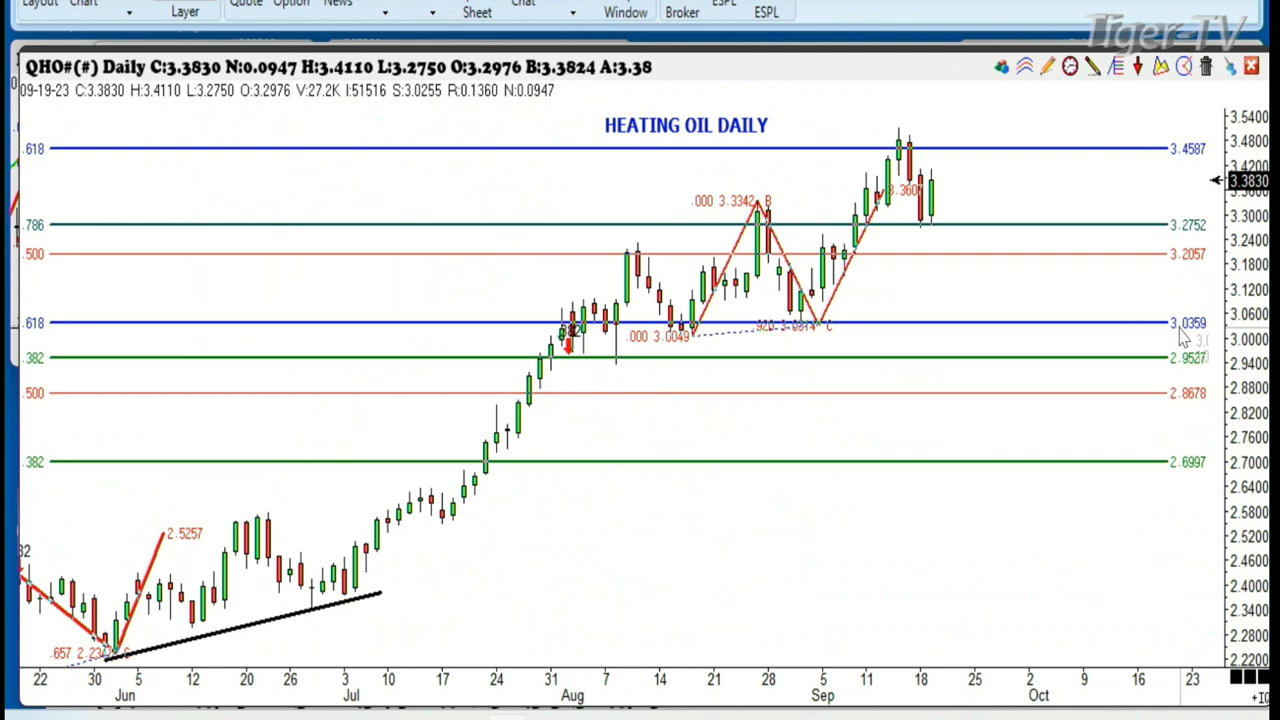 Layout Chart Layer Quote Option News Sheet Chat Window Broker ESPL ESPL
Tiger-TV
QHO#(#) Daily C:3.3830 N:0.0947 H:3.4110 L:3.2750 O:3.2976 B:3.3824 A:3.38
09-19-23 C:3.3830 H:3.4110 L:3.2750 O:3.2976 V:27.2K I:51516 S:3.0255 R:0.1360 N:0.0947
HEATING OIL DAILY
3.5400
.618 3.4587 3.4800
3.4200
3.3830
.000 3.3342 B 3.3607
3.3000
.786 3.2752
3.2400
.500 3.2057
3.1800
3.1200
.618 3.0359 3.0600
.000 3.0049 C 3.0000
.382 2.9527 2.9400
.500 2.8678 2.8800
2.8200
2.7600
.382 2.6997 2.7000
2.6400
2.5800
2.5257 2.5200
2.4600
2.4000
2.3400
2.2800
.657 2.2200
22 30 5 12 20 26 3 10 17 24 31 7 14 21 28 5 11 18 25 2 9 16 23
Jun Jul Aug Sep Oct